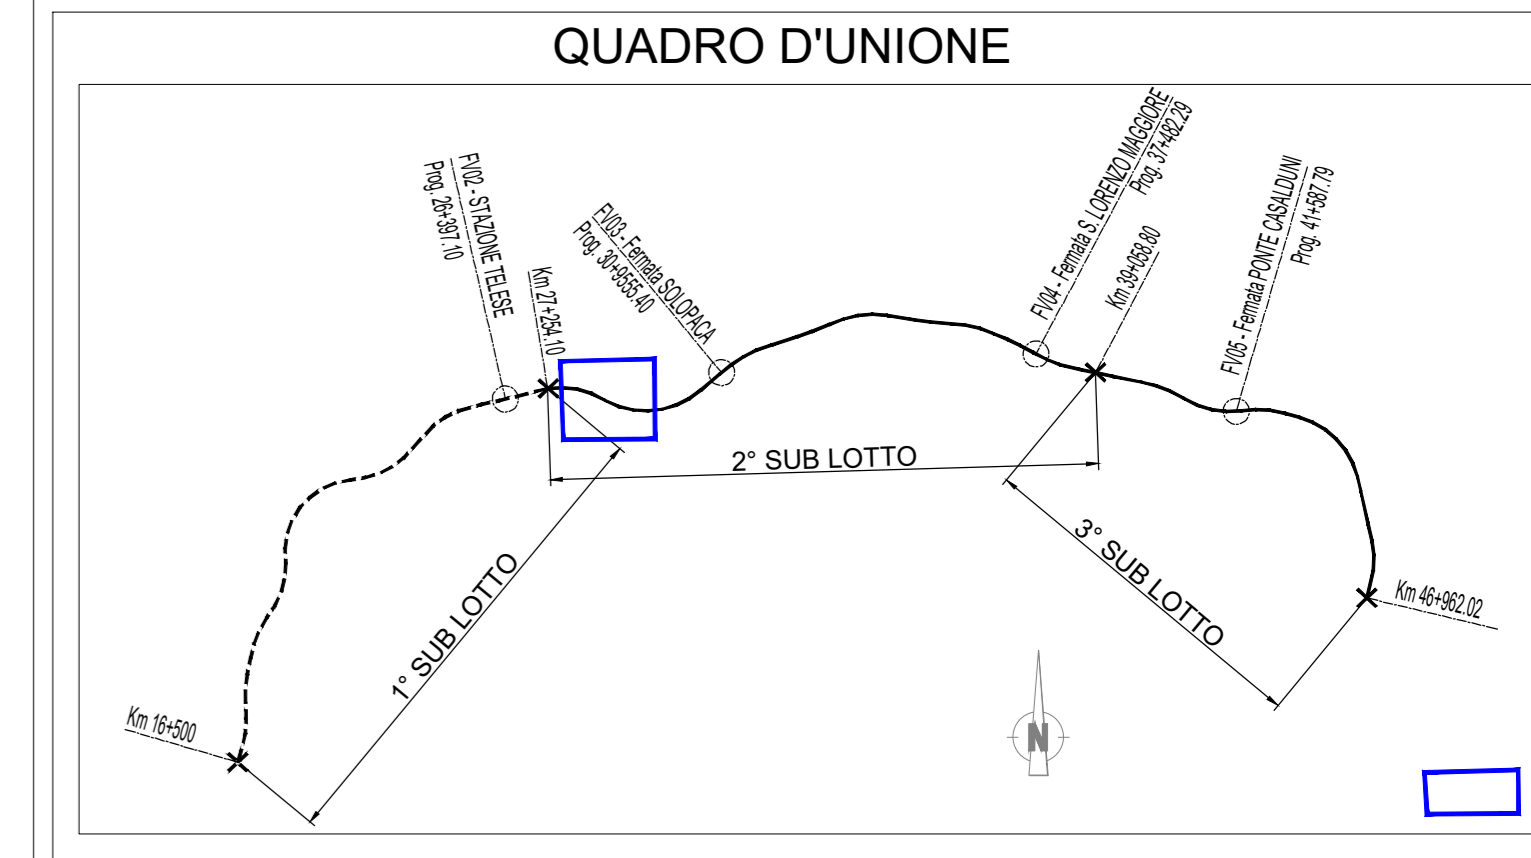 QUADRO D'UNIONE
FV02 - STAZIONE TELESE
Prog. 26+397.10
Km 27+254.10
FV03 - Fermata SOLOPACA
Prog. 30+9555.40
FV04 - Fermata S. LORENZO MAGGIORE
Prog. 37+482.29
Km 39+058.80
FV05 - Fermata PONTE CASALDUNI
Prog. 41+587.79
2° SUB LOTTO
1° SUB LOTTO
3° SUB LOTTO
Km 46+962.02
Km 16+500
N